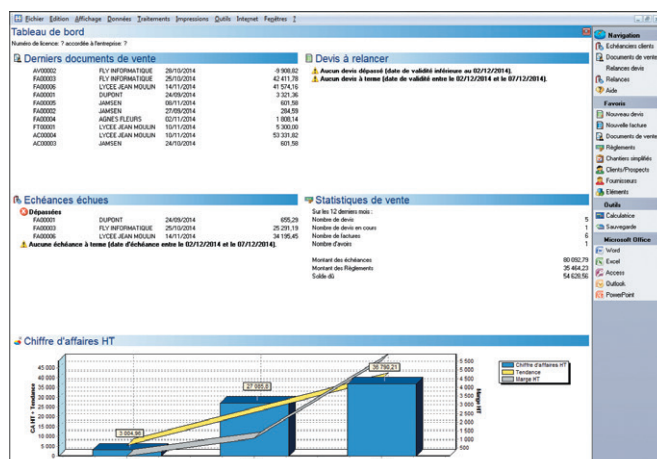 Fichier Edition Affichage Données Traitements Impressions Outils Internet Fenêtres ?
Tableau de bord
Numéro de licence: ? accordée à l'entreprise: ?
Derniers documents de vente
AV00002 FLY INFORMATIQUE 28/10/2014 -9 908,82
FA00003 FLY INFORMATIQUE 25/10/2014 42 411,78
FA00006 LYCEE JEAN MOULIN 14/11/2014 41 574,16
FA00001 DUPONT 24/09/2014 3 321,36
FA00005 JAMSEN 08/11/2014 601,58
FA00002 JAMSEN 27/09/2014 284,59
FA00004 AGNES FLEURS 02/11/2014 1 808,14
FT00001 LYCEE JEAN MOULIN 10/11/2014 5 300,00
AC00004 LYCEE JEAN MOULIN 10/11/2014 53 331,82
AC00003 JAMSEN 24/10/2014 601,58
Devis à relancer
Aucun devis dépassé (date de validité inférieure au 02/12/2014).
Aucun devis à terme (date de validité entre le 02/12/2014 et le 07/12/2014).
Echéances échues
Dépassées
FA00001 DUPONT 24/09/2014 655,29
FA00003 FLY INFORMATIQUE 25/10/2014 25 291,19
FA00006 LYCEE JEAN MOULIN 14/11/2014 34 195,45
Aucune échéance à terme (date d'échéance entre le 02/12/2014 et le 07/12/2014).
Statistiques de vente
Sur les 12 derniers mois :
Nombre de devis 5
Nombre de devis en cours 1
Nombre de factures 6
Nombre d'avoirs 1
Montant des échéances 80 092,79
Montant des Règlements 35 464,23
Solde dû 54 628,56
Chiffre d'affaires HT
CA HT - Tendance
45 000
40 000
35 000
30 000
25 000
20 000
15 000
10 000
5 000
0
3 004,98
36 790,21
5 500
5 000
4 500
4 000
3 500
3 000
2 500
2 000
1 500
1 000
500
Marge HT
Chiffre d'affaires HT
Tendance
Marge HT
Navigation
Echéanciers clients
Documents de vente
Relances devis
Relances
Aide
Favoris
Nouveau devis
Nouvelle facture
Documents de vente
Règlements
Chantiers simplifiés
Clients/Prospects
Fournisseurs
Eléments
Outils
Calculatrice
Sauvegarde
Microsoft Office
Word
Excel
Access
Outlook
PowerPoint